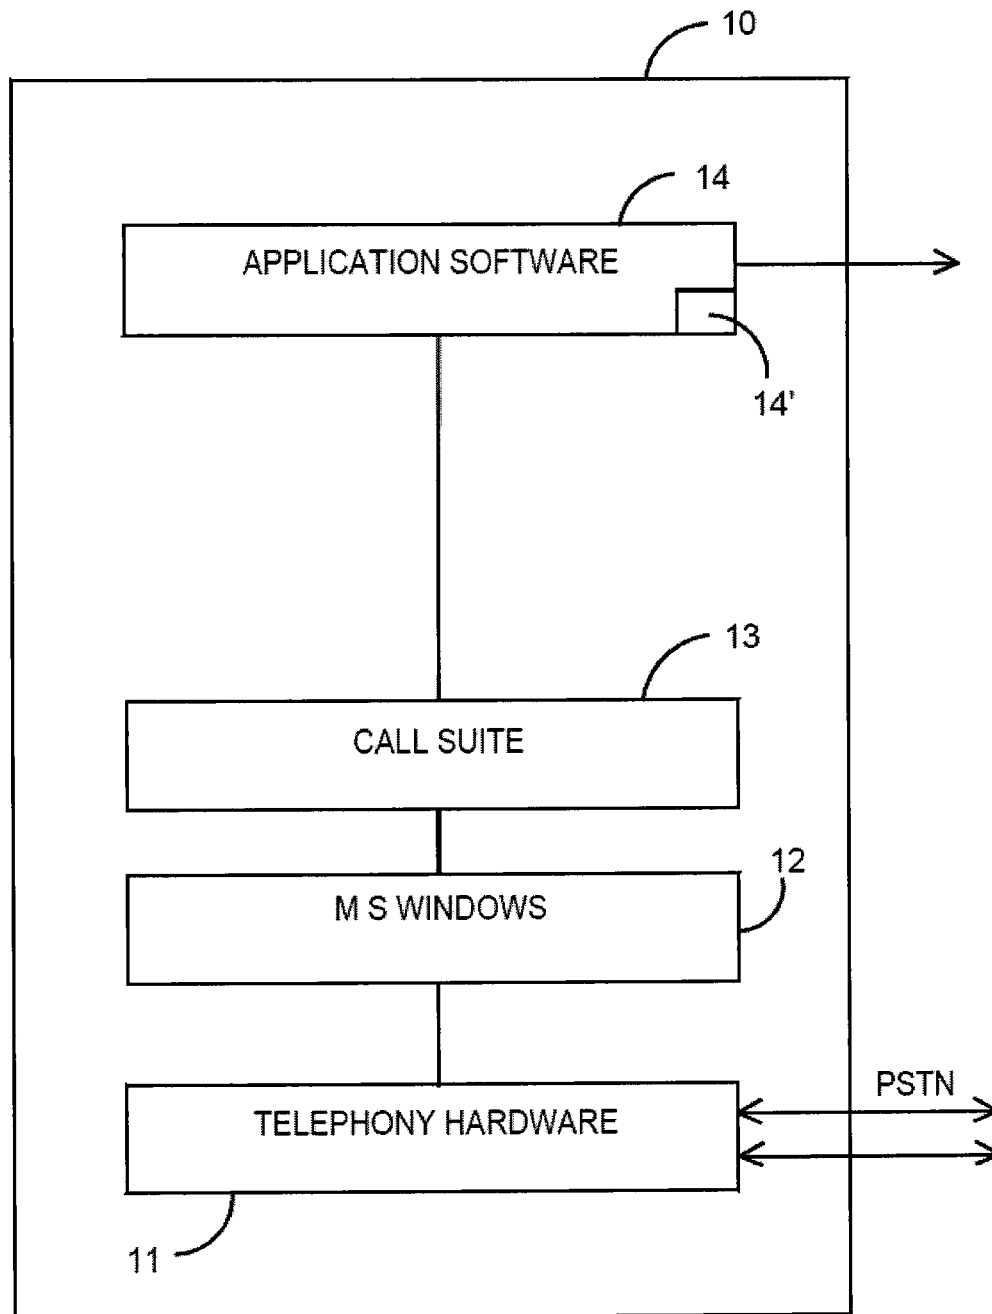 10
14
APPLICATION SOFTWARE
14'
13
CALL SUITE
12
M S WINDOWS
PSTN
TELEPHONY HARDWARE
11